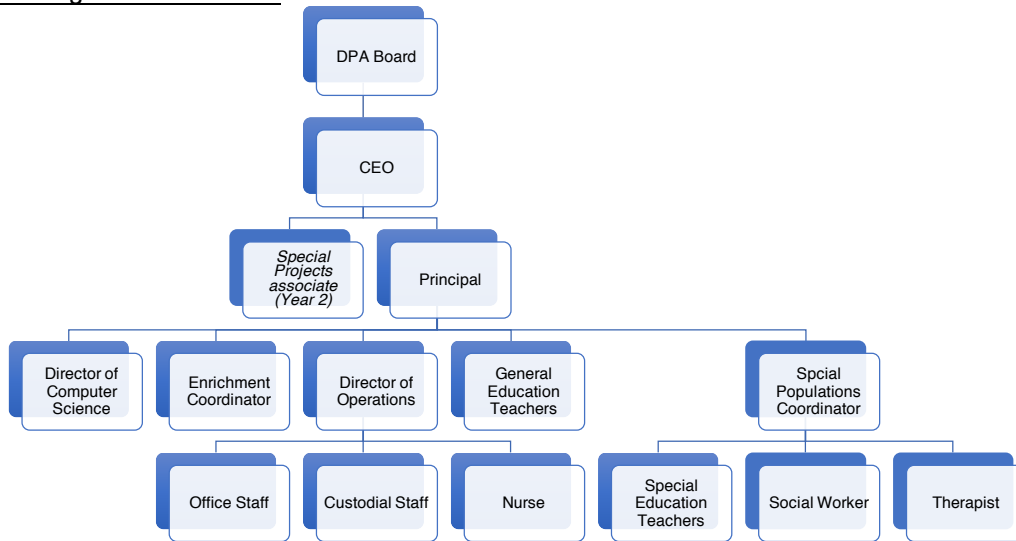 DPA Board
CEO
Special
Projects
associate
(Year 2)
Principal
Director of
Computer
Science
Enrichment
Coordinator
Director of
Operations
General
Education
Teachers
Spcial
Populations
Coordinator
Office Staff
Custodial Staff
Nurse
Special
Education
Teachers
Social Worker
Therapist